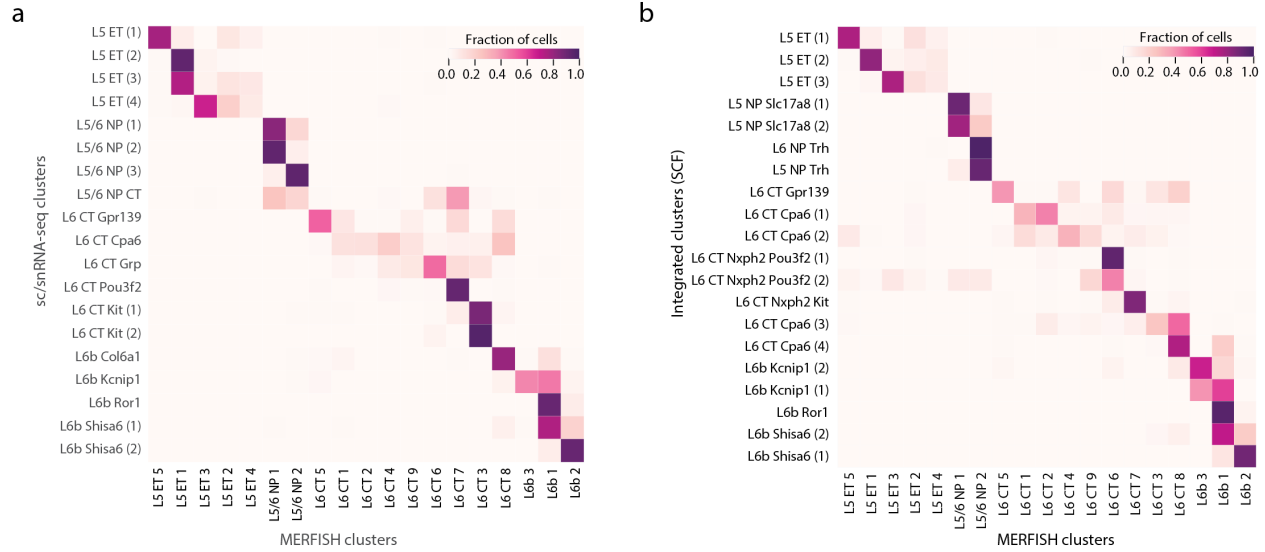 a
Fraction of cells
0.0 0.2 0.4 0.6 0.8 1.0
sc/snRNA-seq clusters
L5 ET (1)
L5 ET (2)
L5 ET (3)
L5 ET (4)
L5/6 NP (1)
L5/6 NP (2)
L5/6 NP (3)
L5/6 NP CT
L6 CT Gpr139
L6 CT Cpa6
L6 CT Grp
L6 CT Pou3f2
L6 CT Kit (1)
L6 CT Kit (2)
L6b Col6a1
L6b Kcnip1
L6b Ror1
L6b Shisa6 (1)
L6b Shisa6 (2)
L5 ET 5
L5 ET 1
L5 ET 3
L5 ET 2
L5 ET 4
L5/6 NP 1
L5/6 NP 2
L6 CT 5
L6 CT 1
L6 CT 2
L6 CT 4
L6 CT 9
L6 CT 6
L6 CT 7
L6 CT 3
L6 CT 8
L6b3
L6b 1
L6b 2
MERFISH clusters
b
Fraction of cells
0.0 0.2 0.4 0.6 0.8 1.0
Integrated clusters (SCF)
L5 ET (1)
L5 ET (2)
L5 ET (3)
L5 NP Slc17a8 (1)
L5 NP Slc17a8 (2)
L6 NP Trh
L5 NP Trh
L6 CT Gpr139
L6 CT Cpa6 (1)
L6 CT Cpa6 (2)
L6 CT Nxph2 Pou3f2 (1)
L6 CT Nxph2 Pou3f2 (2)
L6 CT Nxph2 Kit
L6 CT Cpa6 (3)
L6 CT Cpa6 (4)
L6b Kcnip1 (2)
L6b Kcnip1 (1)
L6b Ror1
L6b Shisa6 (2)
L6b Shisa6 (1)
L5 ET 5
L5 ET 1
L5 ET 3
L5 ET 2
L5 ET 4
L5/6 NP 1
L5/6 NP 2
L6 CT 5
L6 CT 1
L6 CT 2
L6 CT 4
L6 CT 9
L6 CT 6
L6 CT 7
L6 CT 3
L6 CT 8
L6b 3
L6b 1
L6b 2
MERFISH clusters